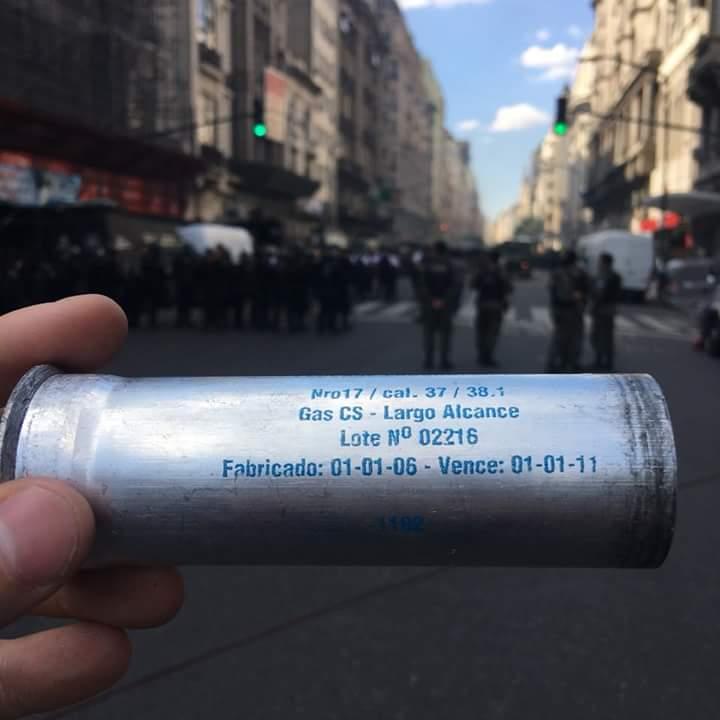 Nro17 / cal. 37 / 38.1
Gas CS - Largo Alcance
Lote Nº 02216
Fabricado: 01-01-06 - Vence: 01-01-11
1192